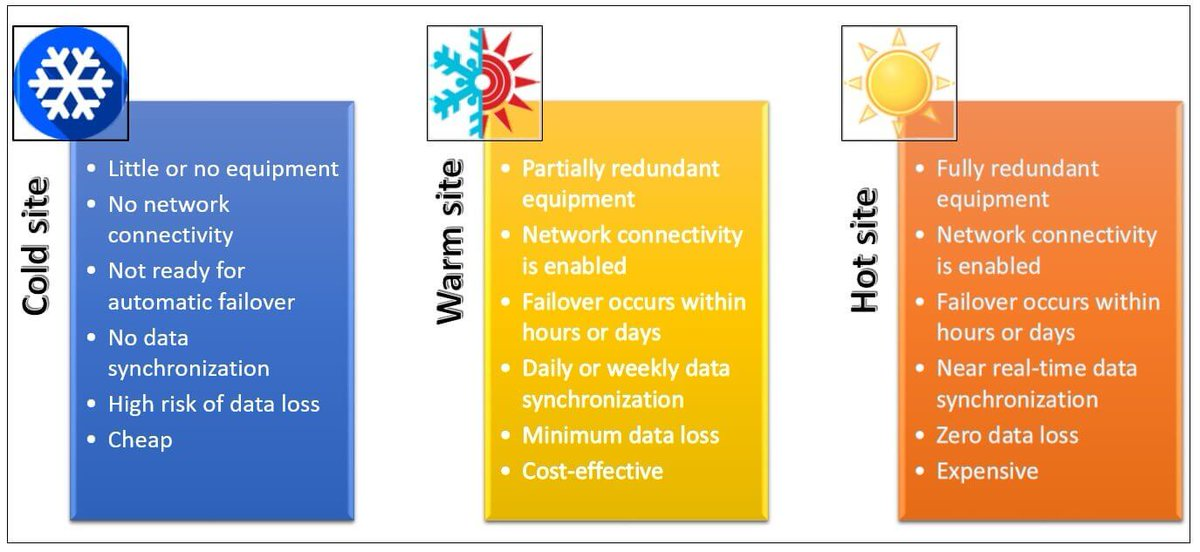 Cold site
• Little or no equipment
• No network
connectivity
• Not ready for
automatic failover
• No data
synchronization
• High risk of data loss
• Cheap
Warm site
• Partially redundant
equipment
• Network connectivity
is enabled
• Failover occurs within
hours or days
• Daily or weekly data
synchronization
• Minimum data loss
• Cost-effective
Hot site
• Fully redundant
equipment
• Network connectivity
is enabled
• Failover occurs within
hours or days
• Near real-time data
synchronization
• Zero data loss
• Expensive